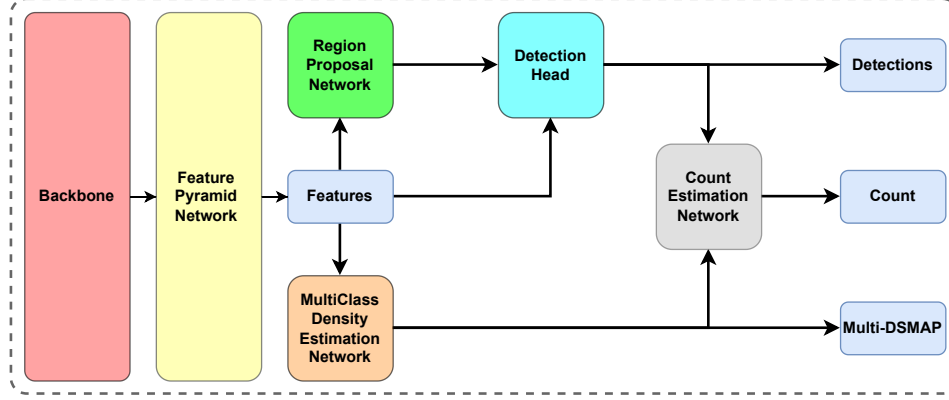 Backbone
Feature
Pyramid
Network
Region
Proposal
Network
Features
MultiClass
Density
Estimation
Network
Detection
Head
Count
Estimation
Network
Detections
Count
Multi-DSMAP